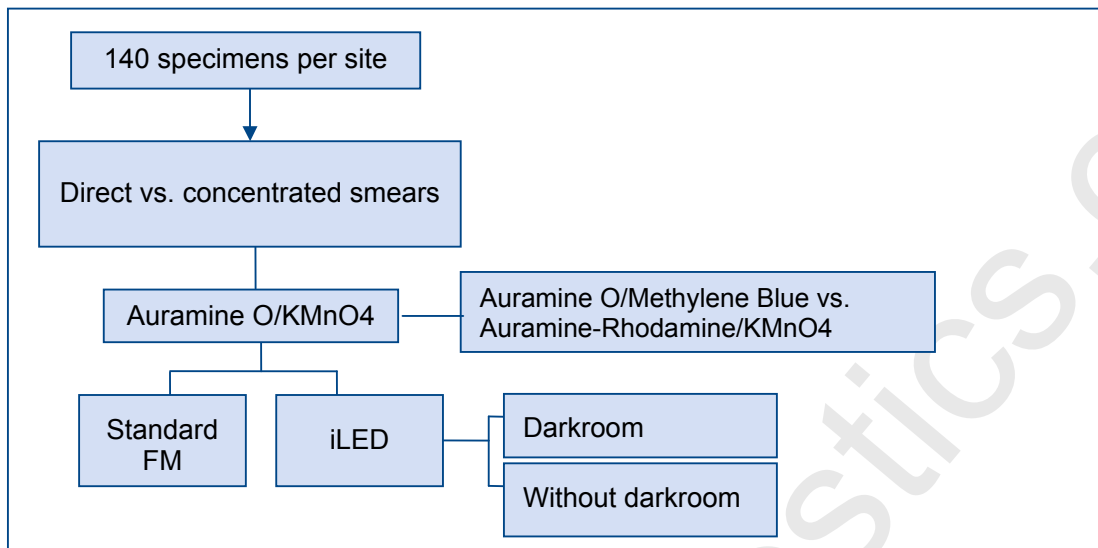 140 specimens per site
Direct vs. concentrated smears
Auramine O/KMnO4
Auramine O/Methylene Blue vs.
Auramine-Rhodamine/KMnO4
Standard
FM
iLED
Darkroom
Without darkroom
stics.